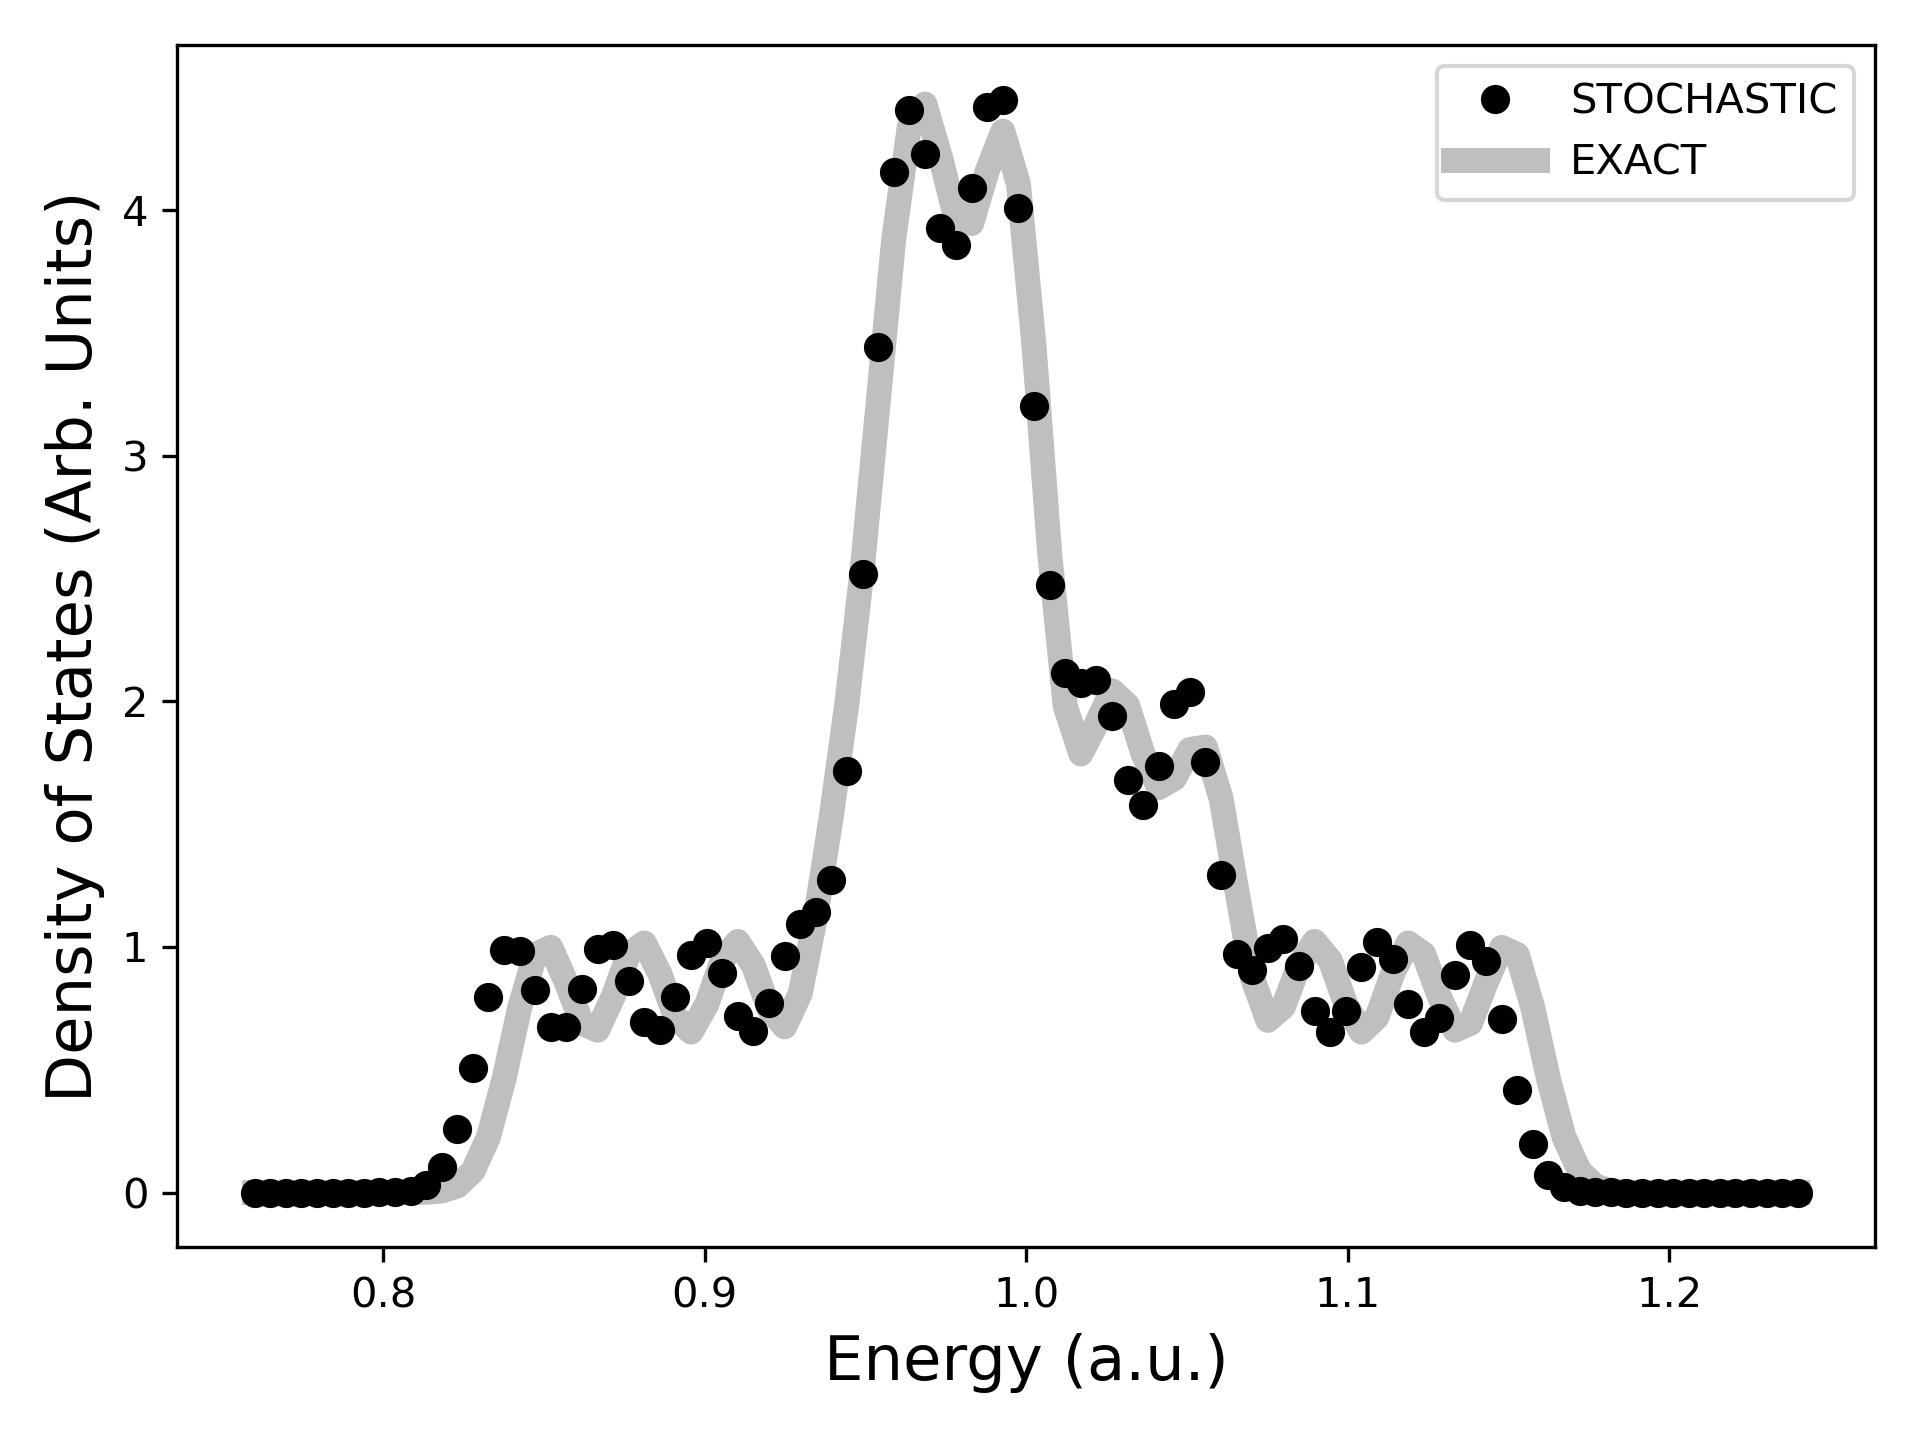 STOCHASTIC
EXACT
Density of States (Arb. Units)
4
3
2
1
0
0.8 0.9 1.0 1.1 1.2
Energy (a.u.)